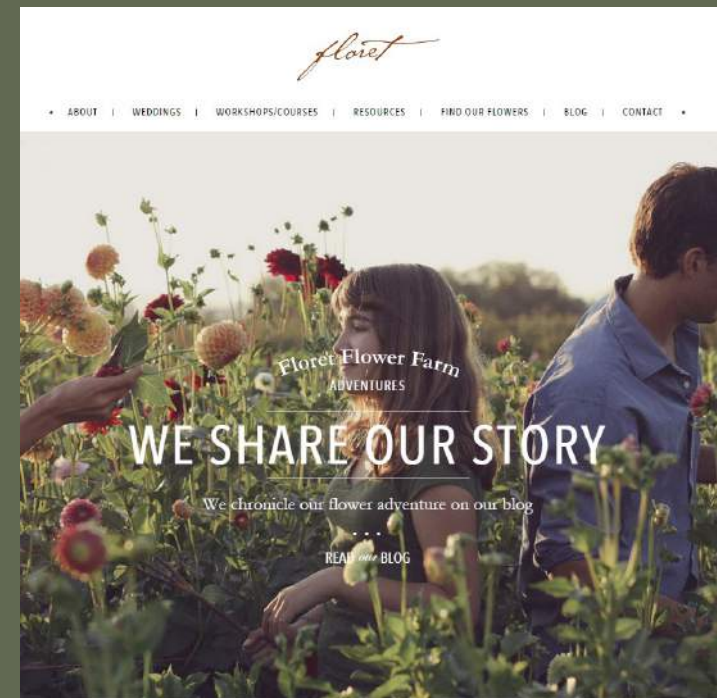 floret
• ABOUT | WEDDINGS | WORKSHOPS/COURSES | RESOURCES | FIND OUR FLOWERS | BLOG | CONTACT •
Floret Flower Farm
ADVENTURES
WE SHARE OUR STORY
We chronicle our flower adventure on our blog
...
READ our BLOG